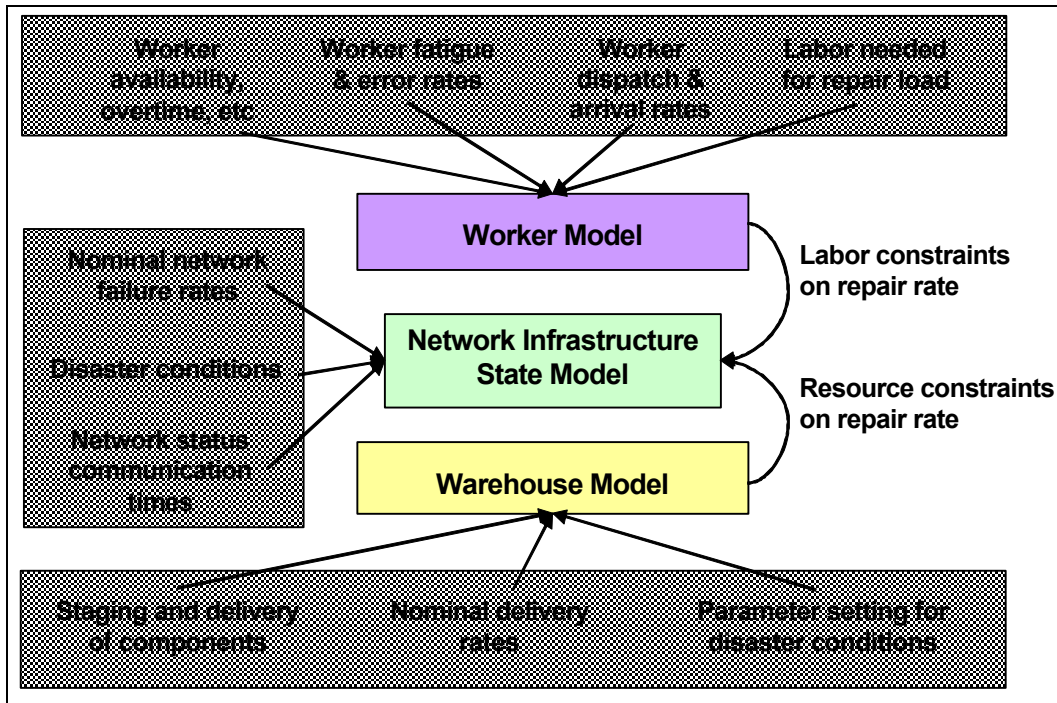 Worker
availability,
overtime, etc
Worker fatigue
& error rates
Worker
dispatch &
arrival rates
Labor needed
for repair load
Worker Model
Labor constraints
on repair rate
Nominal network
failure rates
Disaster conditions
Network status
communication
times
Network Infrastructure
State Model
Resource constraints
on repair rate
Warehouse Model
Staging and delivery
of components
Nominal delivery
rates
Parameter setting for
disaster conditions